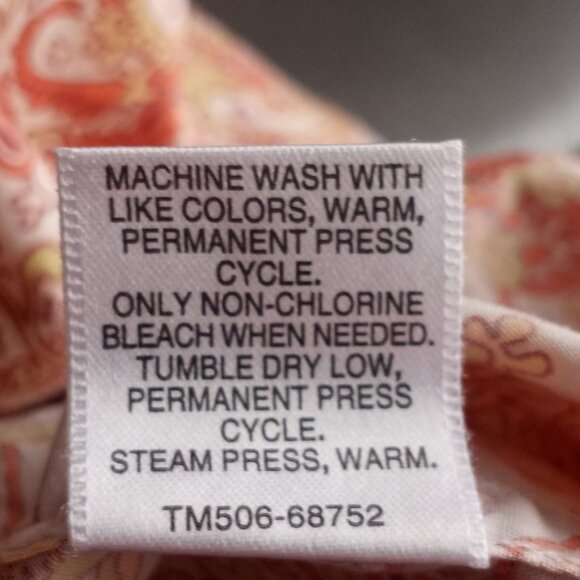 MACHINE WASH WITH
LIKE COLORS, WARM,
PERMANENT PRESS
CYCLE.
ONLY NON-CHLORINE
BLEACH WHEN NEEDED.
TUMBLE DRY LOW,
PERMANENT PRESS
CYCLE.
STEAM PRESS, WARM.
TM506-68752